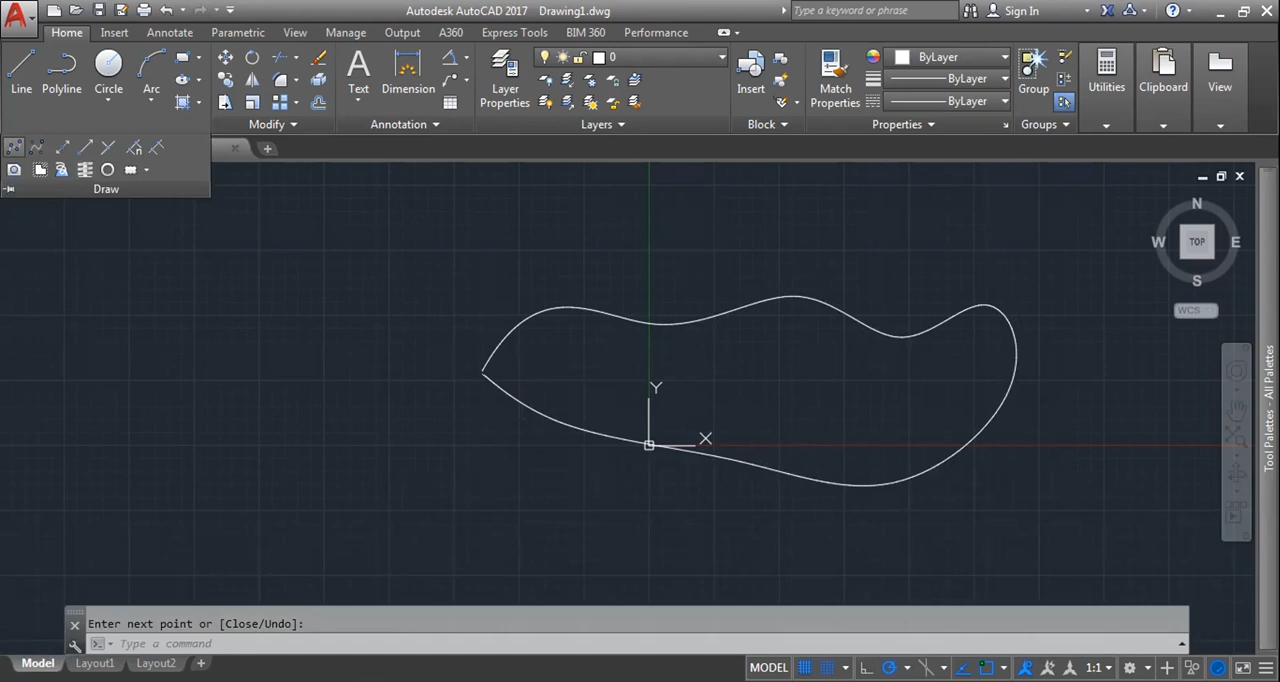 Autodesk AutoCAD 2017 Drawing1.dwg
Type a keyword or phrase
Sign In
Home Insert Annotate Parametric View Manage Output A360 Express Tools BIM 360 Performance
Line Polyline Circle Arc
Modify
Text Dimension
Annotation
Layer Properties
0
Layers
Insert
Block
Match Properties
ByLayer
ByLayer
ByLayer
Properties
Group
Groups
Utilities
Clipboard
View
Draw
N
W TOP E
S
WCS
Y
X
Tool Palettes - All Palettes
Enter next point or [Close/Undo]:
Type a command
Model Layout1 Layout2
MODEL
1:1